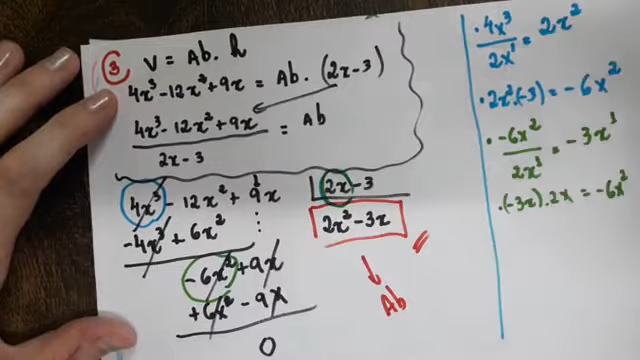 3 V = Ab. h
4x³-12x²+9x = Ab. (2x-3)
4x³-12x²+9x = Ab
2x-3
4x³ - 12x² + 9x 2x-3
-4x³ + 6x² 2x²-3x
-6x² + 9x
+6x² - 9x Ab
0
· 4x³ = 2x²
2x¹
· 2x².(-3) = -6x²
· -6x² = -3x¹
2x¹
· (-3x).2x = -6x²